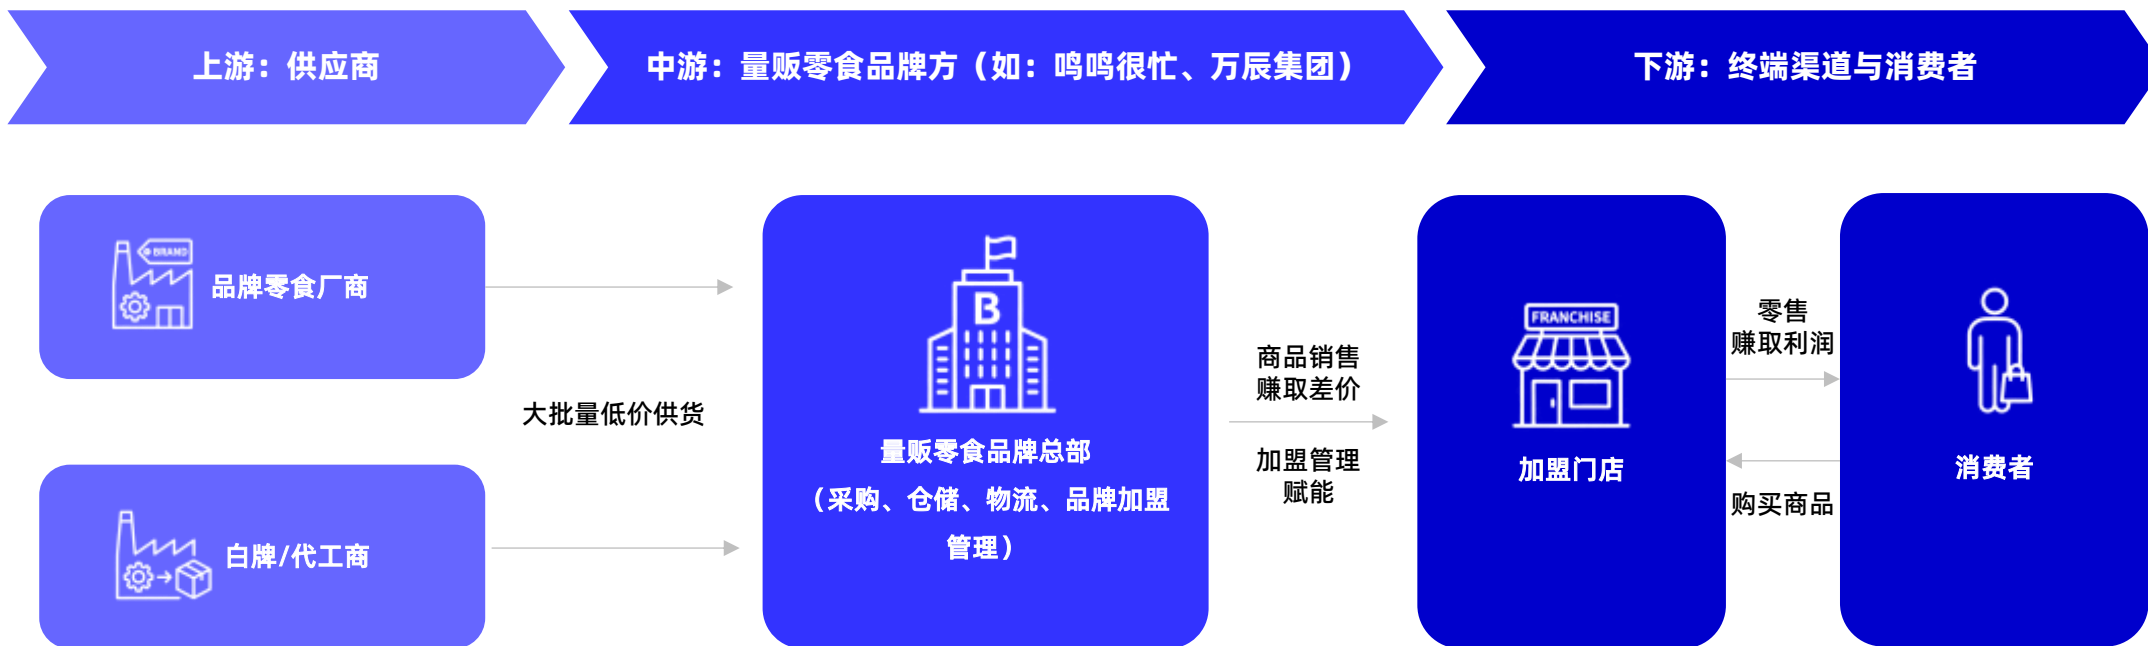 上游：供应商
中游：量贩零食品牌方（如：鸣鸣很忙、万辰集团）
下游：终端渠道与消费者
BRAND
品牌零食厂商
大批量低价供货
白牌/代工商
B
量贩零食品牌总部
（采购、仓储、物流、品牌加盟
管理）
商品销售
赚取差价
加盟管理
赋能
FRANCHISE
加盟门店
零售
赚取利润
购买商品
消费者